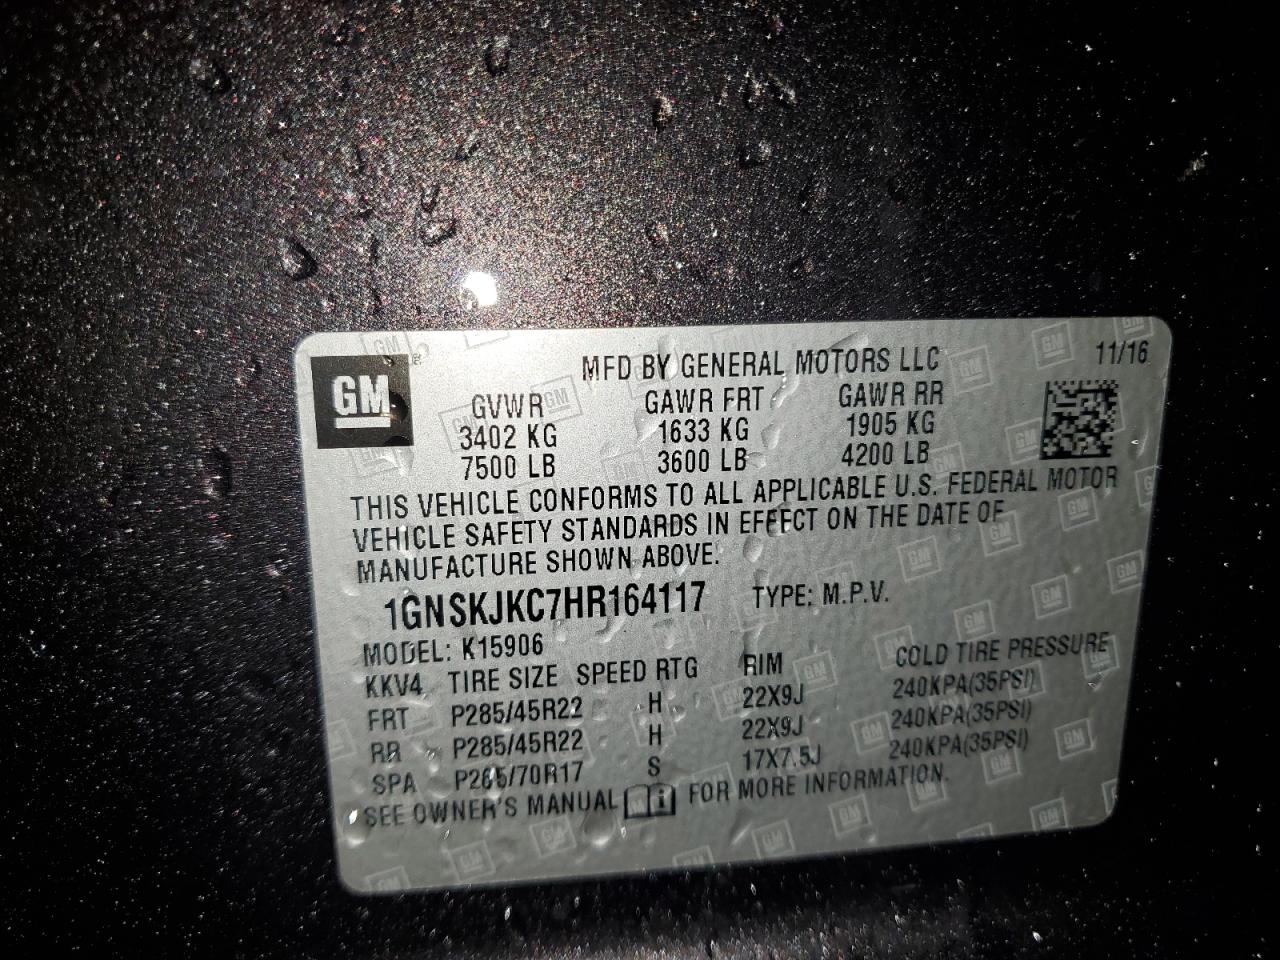 GM
MFD BY GENERAL MOTORS LLC 11/16
GVWR GAWR FRT GAWR RR
3402 KG 1633 KG 1905 KG
7500 LB 3600 LB 4200 LB
THIS VEHICLE CONFORMS TO ALL APPLICABLE U.S. FEDERAL MOTOR
VEHICLE SAFETY STANDARDS IN EFFECT ON THE DATE OF
MANUFACTURE SHOWN ABOVE.
1GNSKJKC7HR164117 TYPE: M.P.V.
MODEL: K15906
KKV4 TIRE SIZE SPEED RTG RIM COLD TIRE PRESSURE
FRT P285/45R22 H 22X9J 240KPA(35PSI)
RR P285/45R22 H 22X9J 240KPA(35PSI)
SPA P265/70R17 S 17X7.5J 240KPA(35PSI)
SEE OWNER'S MANUAL FOR MORE INFORMATION.